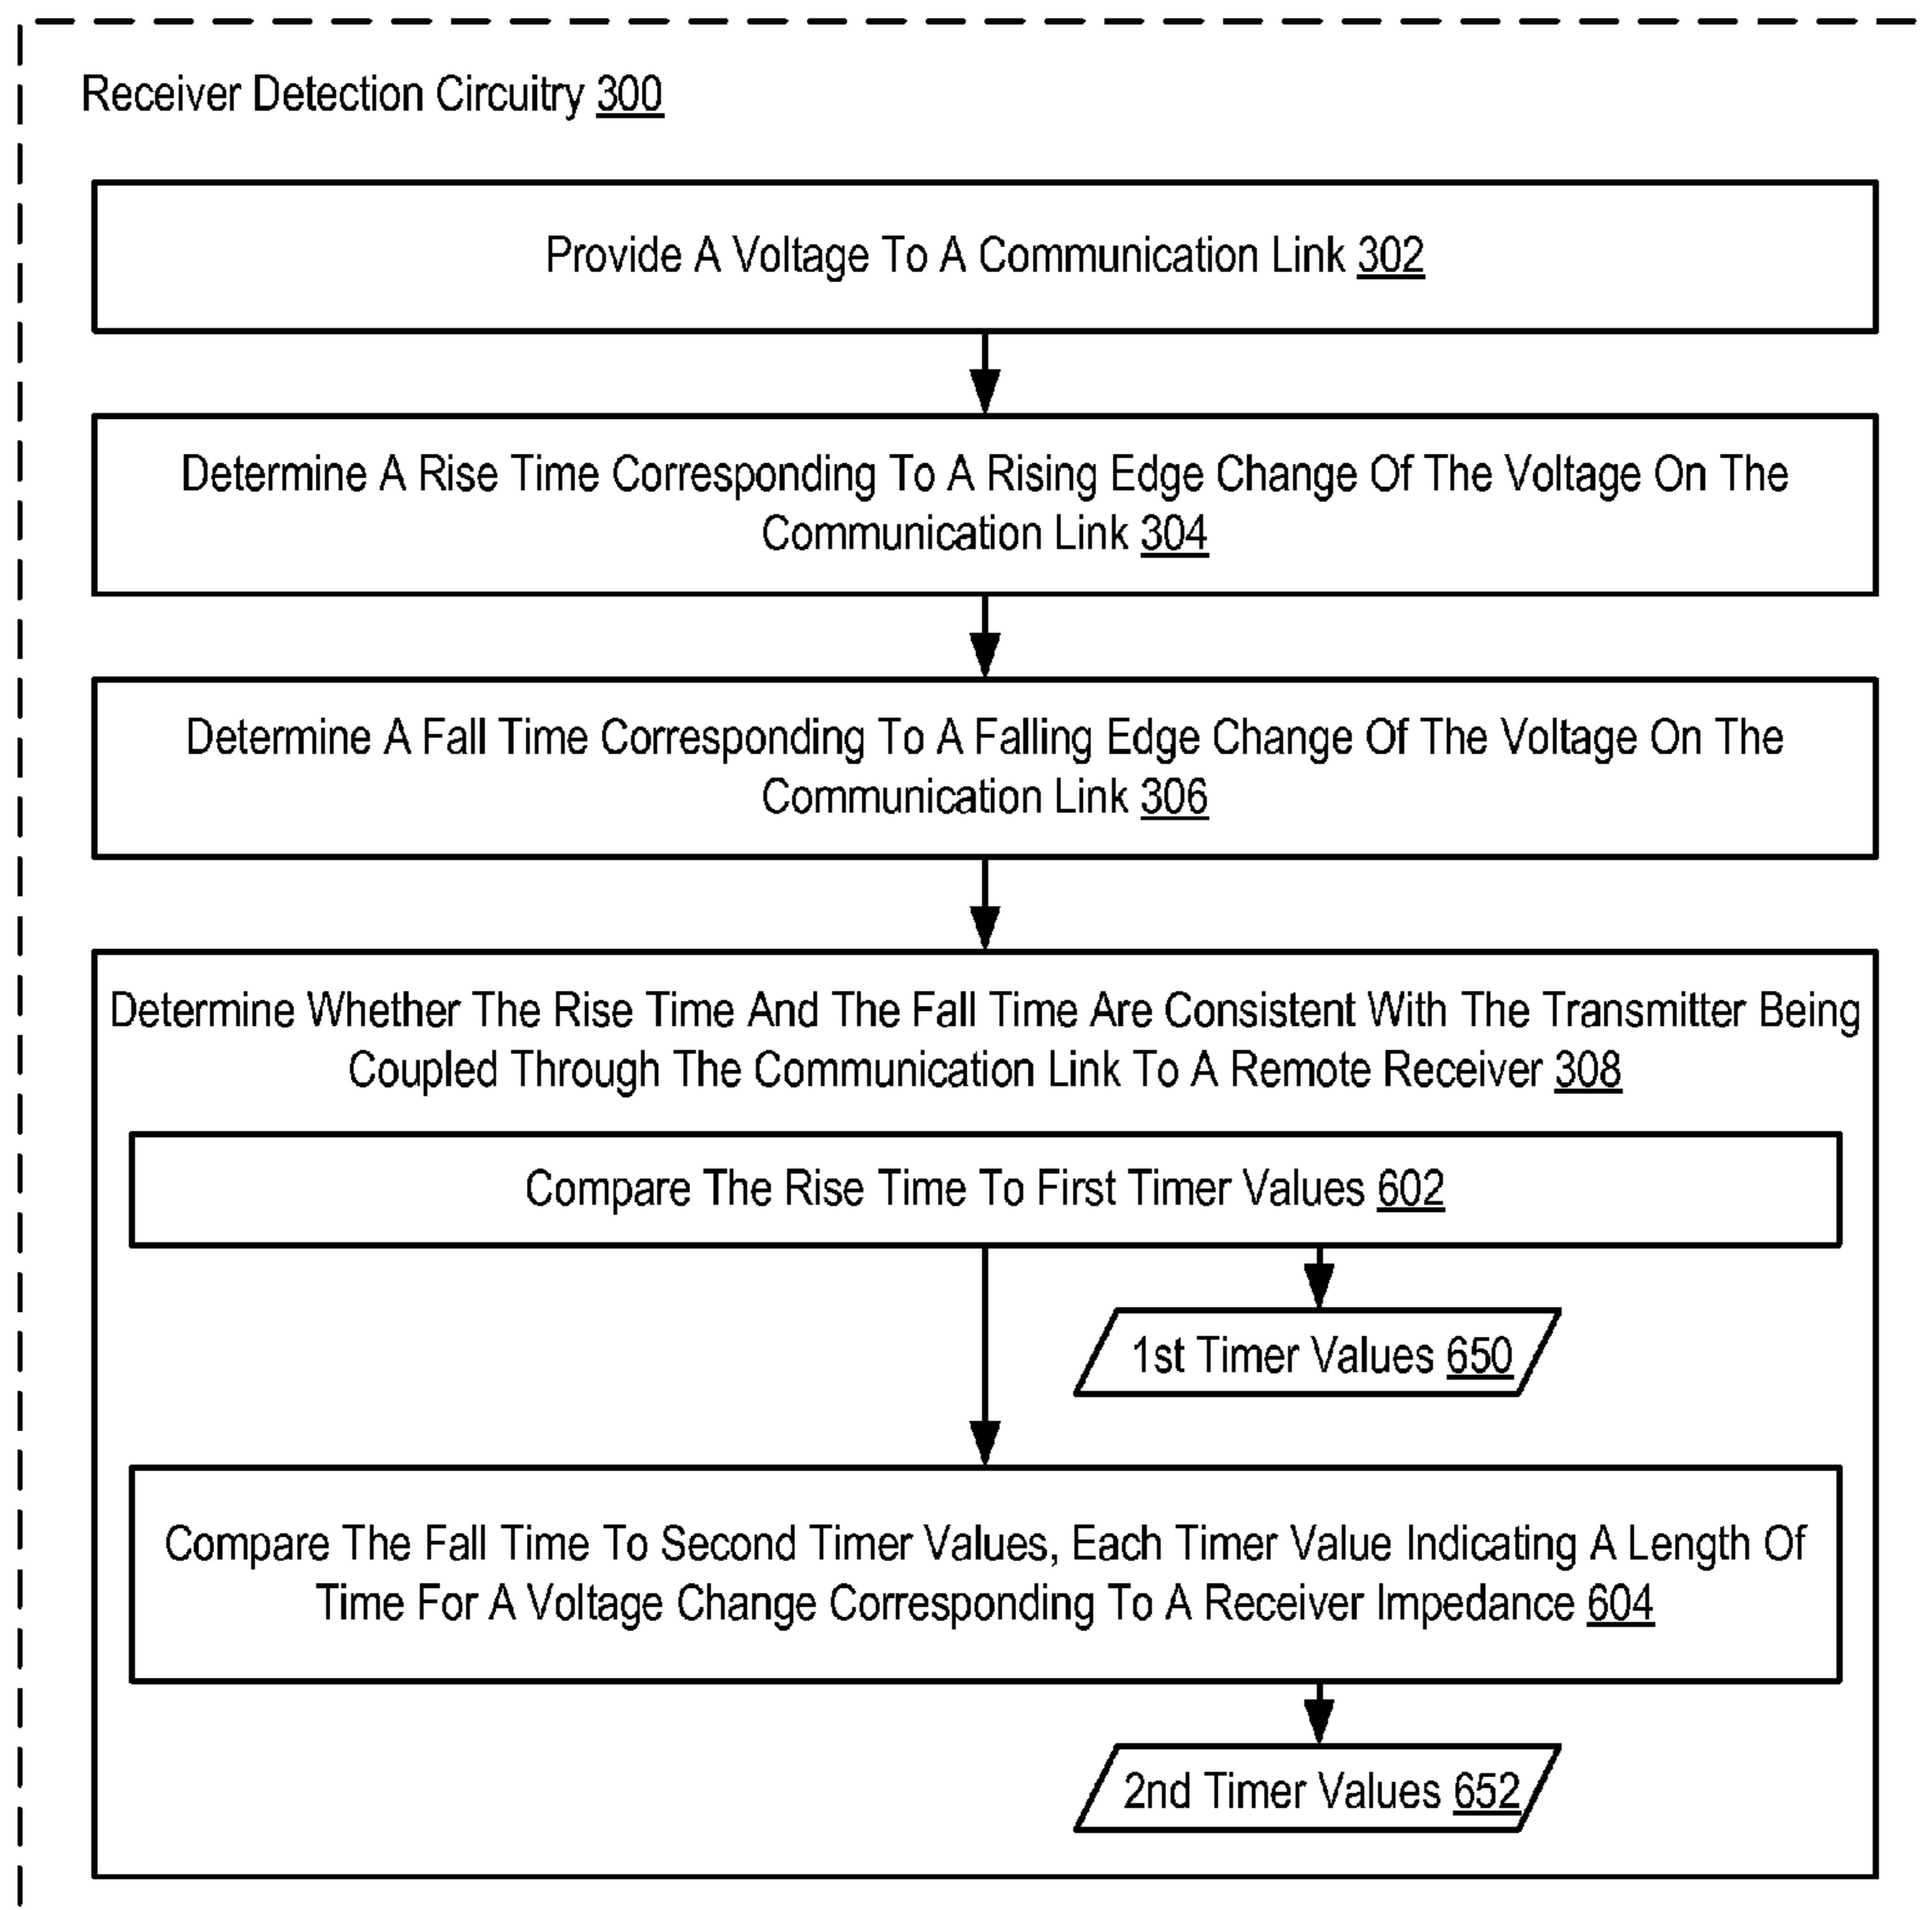 Receiver Detection Circuitry 300
Provide A Voltage To A Communication Link 302
Determine A Rise Time Corresponding To A Rising Edge Change Of The Voltage On The
Communication Link 304
Determine A Fall Time Corresponding To A Falling Edge Change Of The Voltage On The
Communication Link 306
Determine Whether The Rise Time And The Fall Time Are Consistent With The Transmitter Being
Coupled Through The Communication Link To A Remote Receiver 308
Compare The Rise Time To First Timer Values 602
1st Timer Values 650
Compare The Fall Time To Second Timer Values, Each Timer Value Indicating A Length Of
Time For A Voltage Change Corresponding To A Receiver Impedance 604
2nd Timer Values 652